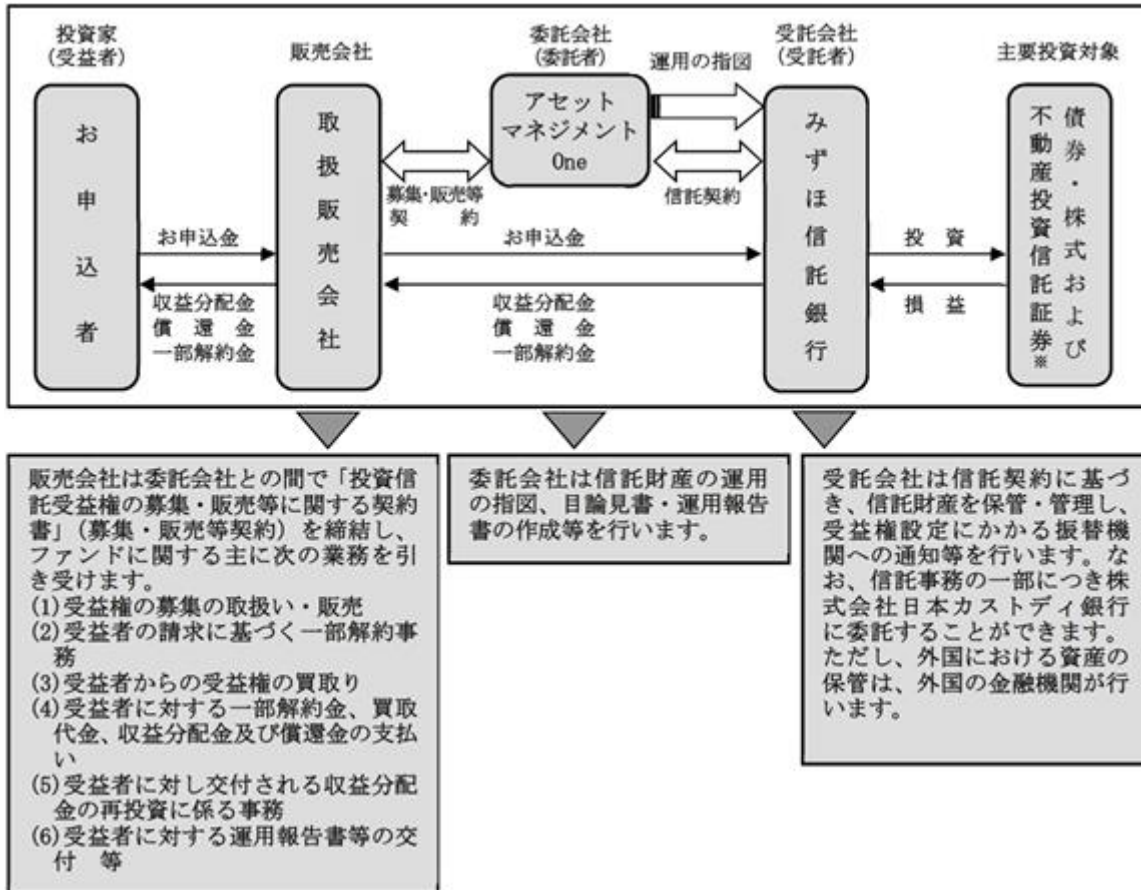 投資家
(受益者)
販売会社
委託会社
(委託者)
受託会社
(受託者)
主要投資対象
運用の指図
お申込者
取扱販売会社
アセット
マネジメント
One
みずほ信託銀行
債券・株式および
不動産投資信託証券※
募集・販売等
契　　約
信託契約
お申込金
お申込金
投　資
収益分配金
償　還　金
一部解約金
収益分配金
償　還　金
一部解約金
損　益
販売会社は委託会社との間で「投資信
託受益権の募集・販売等に関する契約
書」(募集・販売等契約) を締結し、
ファンドに関する主に次の業務を引
き受けます。
(1)受益権の募集の取扱い・販売
(2)受益者の請求に基づく一部解約事
務
(3)受益者からの受益権の買取り
(4)受益者に対する一部解約金、買取
代金、収益分配金及び償還金の支払
い
(5)受益者に対し交付される収益分配
金の再投資に係る事務
(6)受益者に対する運用報告書等の交
付　等
委託会社は信託財産の運用
の指図、目論見書・運用報告
書の作成等を行います。
受託会社は信託契約に基づ
き、信託財産を保管・管理し、
受益権設定にかかる振替機
関への通知等を行います。な
お、信託事務の一部につき株
式会社日本カストディ銀行
に委託することができます。
ただし、外国における資産の
保管は、外国の金融機関が行
います。